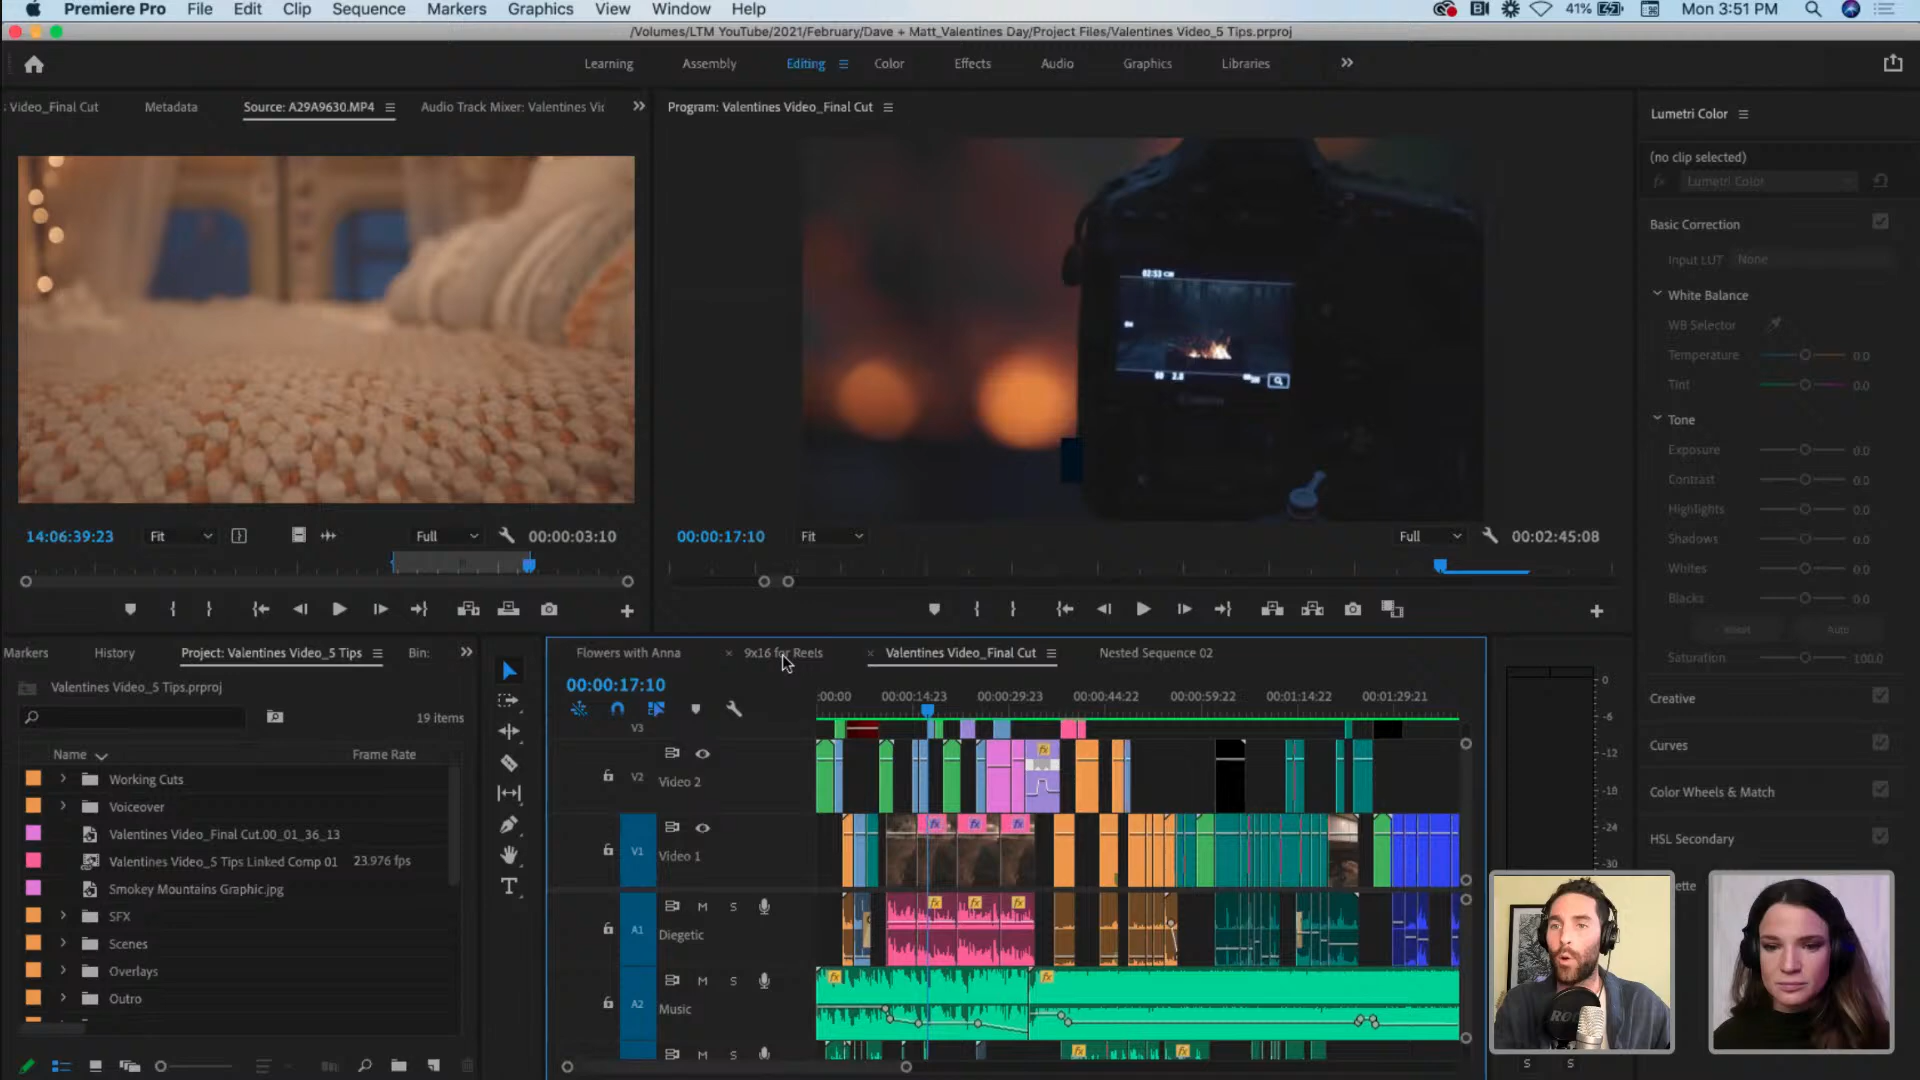 Premiere Pro File Edit Clip Sequence Markers Graphics View Window Help 41% Mon 3:51 PM
/Volumes/LTM YouTube/2021/February/Dave + Matt_Valentines Day/Project Files/Valentines Video_5 Tips.prproj
Learning Assembly Editing Color Effects Audio Graphics Libraries
s Video_Final Cut Metadata Source: A29A9630.MP4 Audio Track Mixer: Valentines Vi
Program: Valentines Video_Final Cut
Lumetri Color
(no clip selected)
fx Lumetri Color
Basic Correction
Input LUT None
White Balance
WB Selector
Temperature 0.0
Tint 0.0
Tone
Exposure 0.0
Contrast 0.0
Highlights 0.0
Shadows 0.0
Whites 0.0
Blacks 0.0
Reset Auto
Saturation 100.0
Creative
Curves
Color Wheels & Match
HSL Secondary
ette
14:06:39:23 Fit Full 00:00:03:10
00:00:17:10 Fit Full 00:02:45:08
Markers History Project: Valentines Video_5 Tips Bin:
Valentines Video_5 Tips.prproj
19 items
Name Frame Rate
Working Cuts
Voiceover
Valentines Video_Final Cut.00_01_36_13
Valentines Video_5 Tips Linked Comp 01 23.976 fps
Smokey Mountains Graphic.jpg
SFX
Scenes
Overlays
Outro
Flowers with Anna × 9x16 for Reels × Valentines Video_Final Cut Nested Sequence 02
00:00:17:10
:00:00 00:00:14:23 00:00:29:23 00:00:44:22 00:00:59:22 00:01:14:22 00:01:29:21
V3
V2 Video 2
V1 Video 1
A1 M S Diegetic
A2 M S Music
M S
0
-6
-12
-18
-24
-30
S S